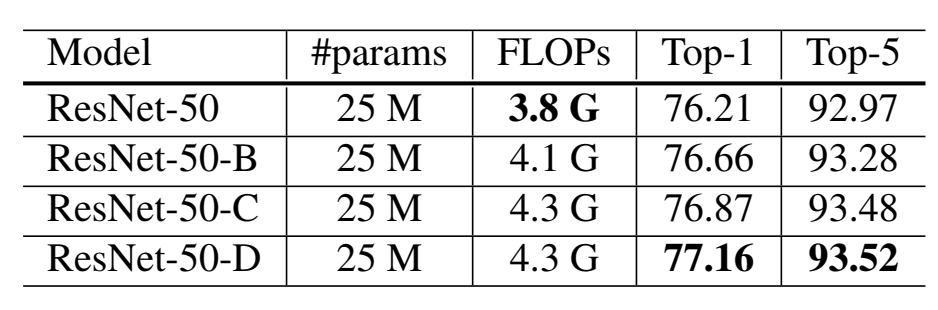 Model #params FLOPs Top-1 Top-5
ResNet-50 25 M 3.8 G 76.21 92.97
ResNet-50-B 25 M 4.1 G 76.66 93.28
ResNet-50-C 25 M 4.3 G 76.87 93.48
ResNet-50-D 25 M 4.3 G 77.16 93.52